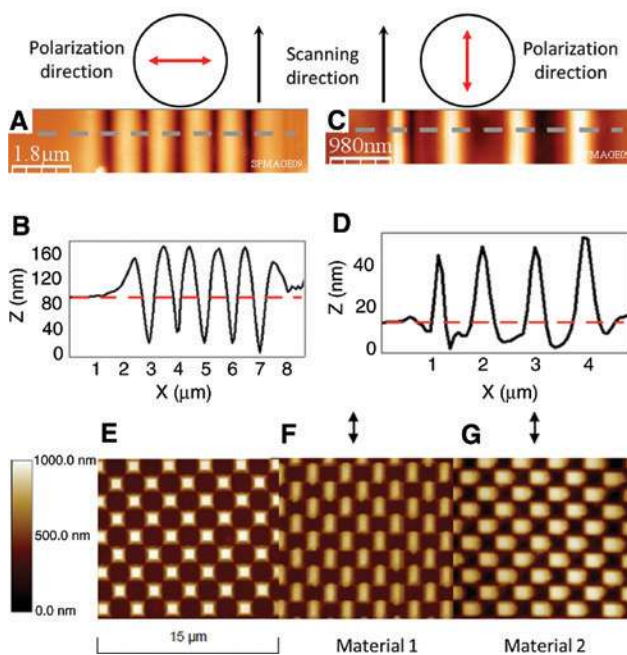 Polarization direction
Scanning direction
Polarization direction
A
1.8µm
SPMAGE09
C
980nm
B
160
120
80
40
0
Z (nm)
1 2 3 4 5 6 7 8
X (µm)
D
40
20
0
Z (nm)
1 2 3 4
X (µm)
E
F
G
1000.0 nm
500.0 nm
0.0 nm
15 µm
Material 1
Material 2